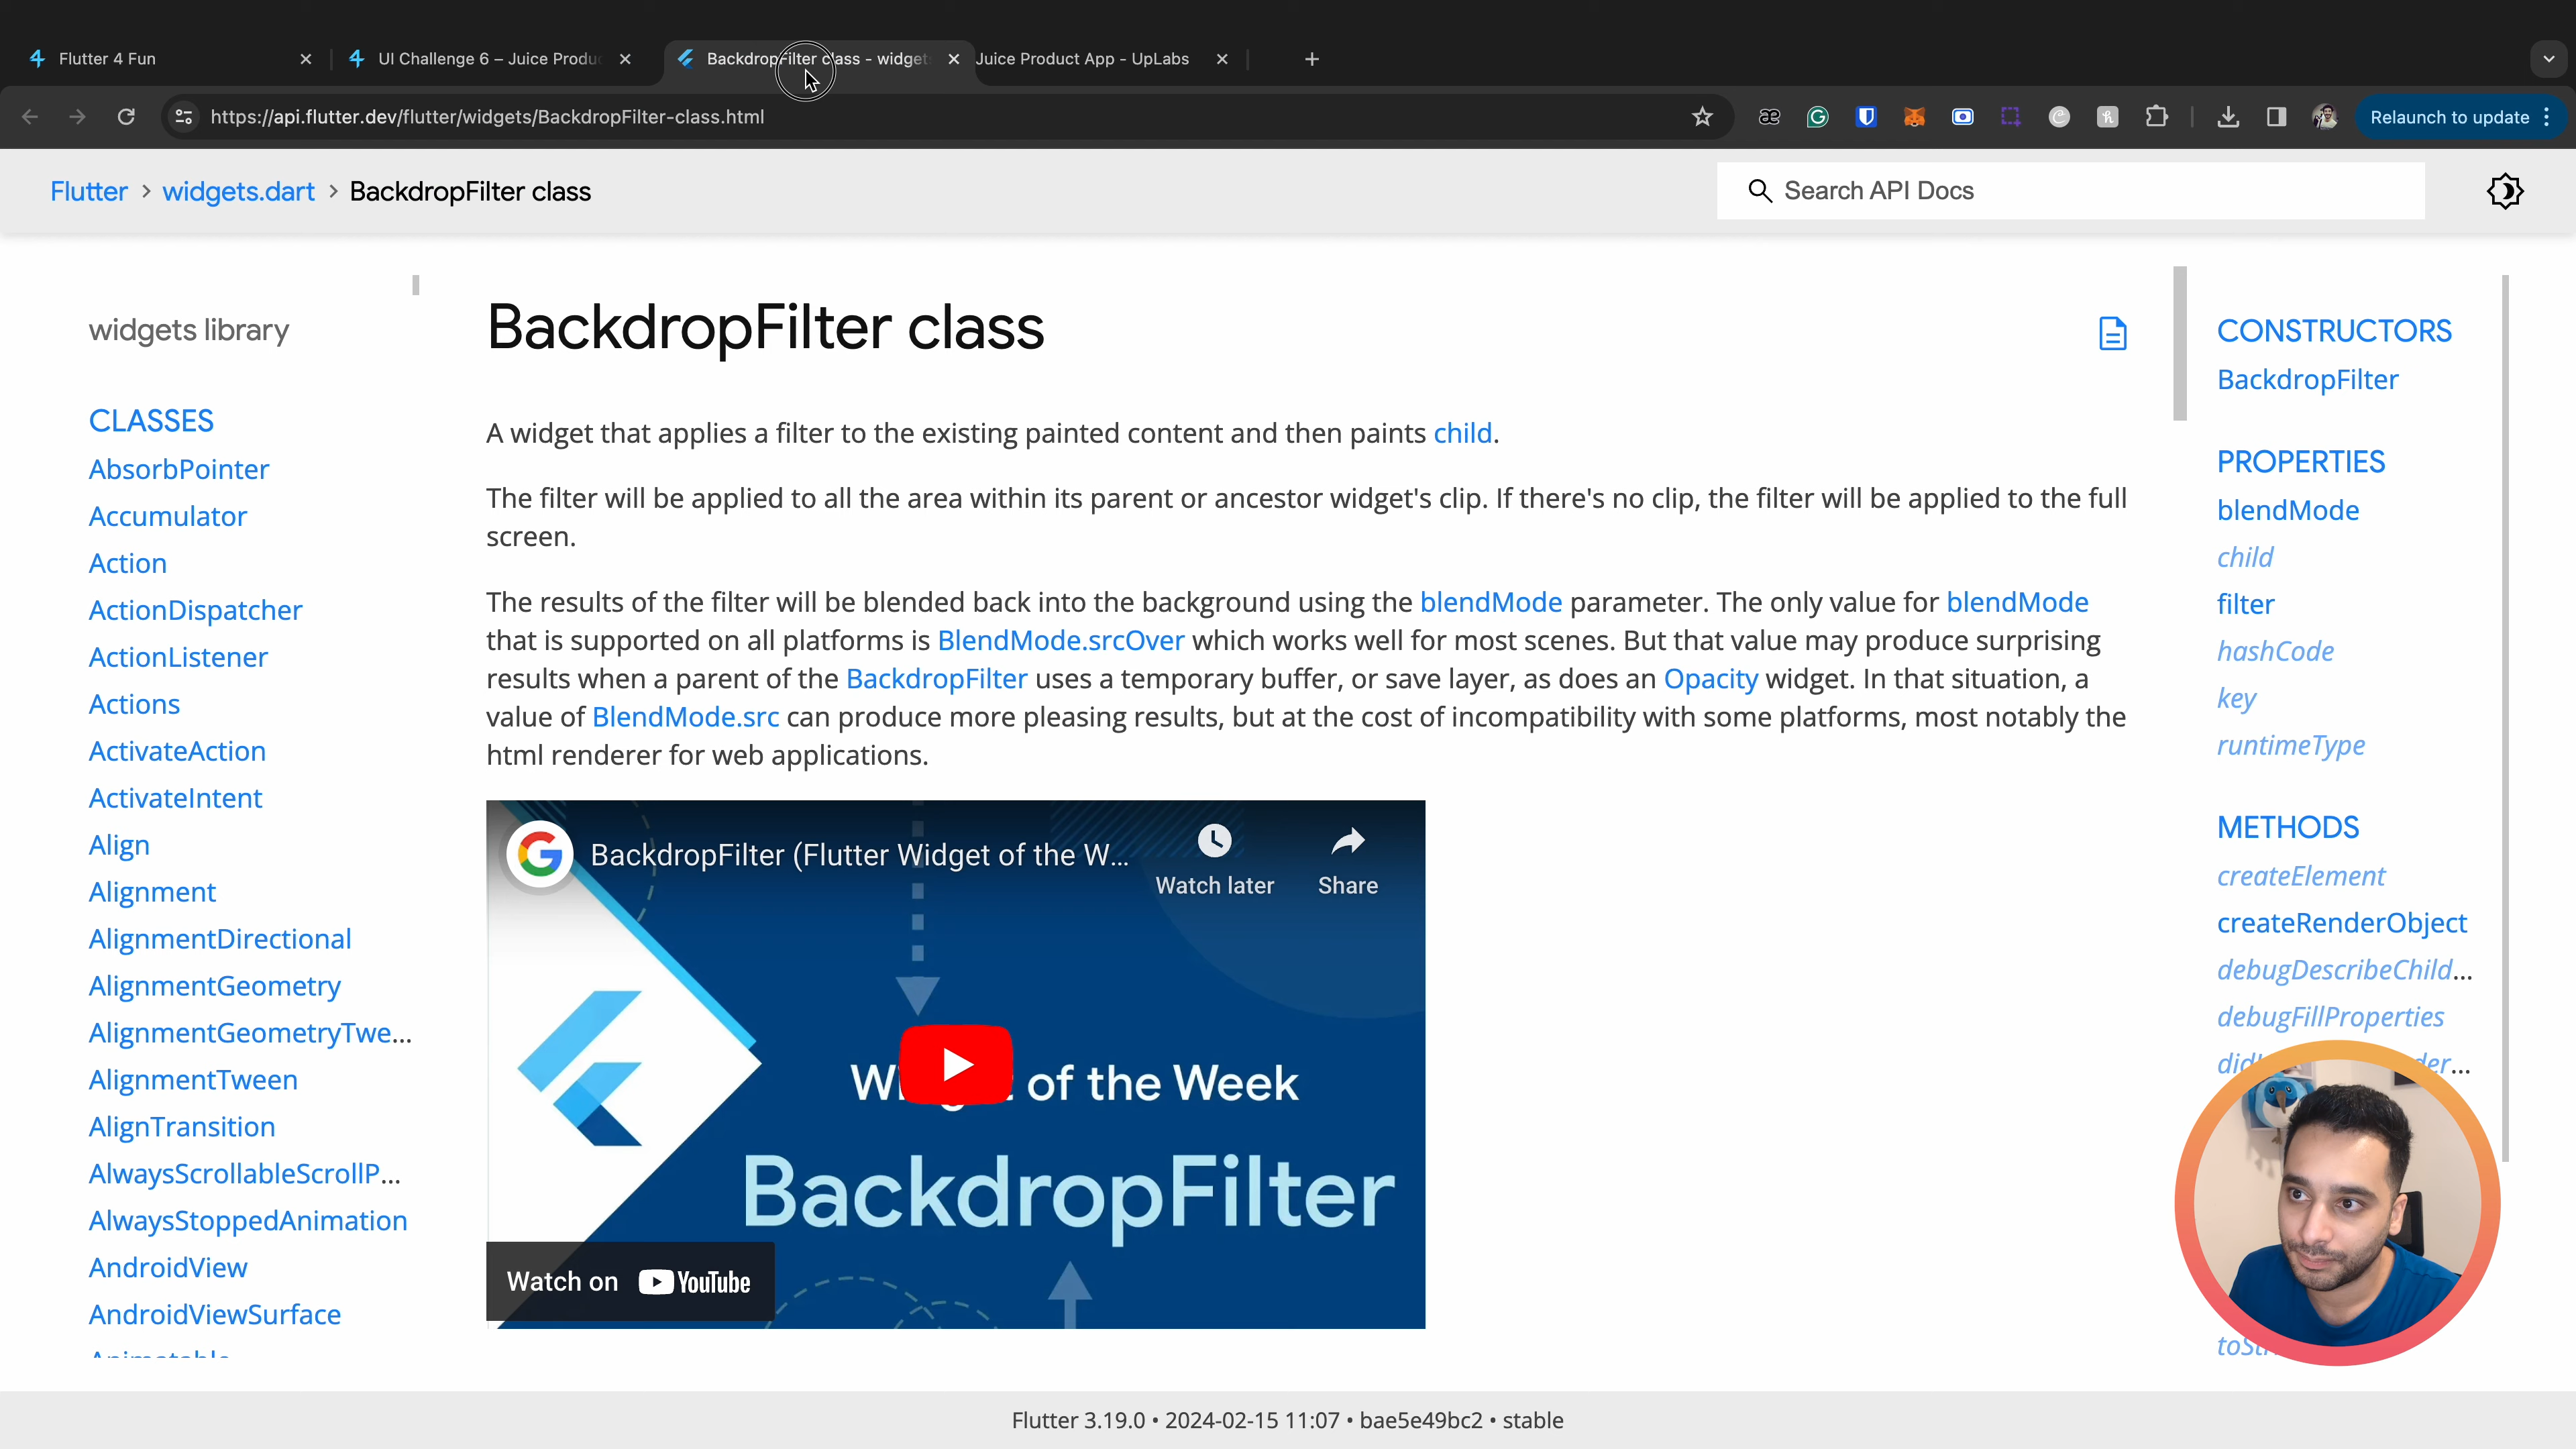 Flutter 4 Fun
UI Challenge 6 – Juice Produ
BackdropFilter class - widget
Juice Product App - UpLabs
https://api.flutter.dev/flutter/widgets/BackdropFilter-class.html
Relaunch to update
Flutter > widgets.dart > BackdropFilter class
Search API Docs
widgets library
CLASSES
AbsorbPointer
Accumulator
Action
ActionDispatcher
ActionListener
Actions
ActivateAction
ActivateIntent
Align
Alignment
AlignmentDirectional
AlignmentGeometry
AlignmentGeometryTwe...
AlignmentTween
AlignTransition
AlwaysScrollableScrollP...
AlwaysStoppedAnimation
AndroidView
AndroidViewSurface
BackdropFilter class
A widget that applies a filter to the existing painted content and then paints child.
The filter will be applied to all the area within its parent or ancestor widget's clip. If there's no clip, the filter will be applied to the full
screen.
The results of the filter will be blended back into the background using the blendMode parameter. The only value for blendMode
that is supported on all platforms is BlendMode.srcOver which works well for most scenes. But that value may produce surprising
results when a parent of the BackdropFilter uses a temporary buffer, or save layer, as does an Opacity widget. In that situation, a
value of BlendMode.src can produce more pleasing results, but at the cost of incompatibility with some platforms, most notably the
html renderer for web applications.
BackdropFilter (Flutter Widget of the W...
Watch later
Share
of the Week
BackdropFilter
Watch on YouTube
CONSTRUCTORS
BackdropFilter
PROPERTIES
blendMode
child
filter
hashCode
key
runtimeType
METHODS
createElement
createRenderObject
debugDescribeChild...
debugFillProperties
Flutter 3.19.0 • 2024-02-15 11:07 • bae5e49bc2 • stable